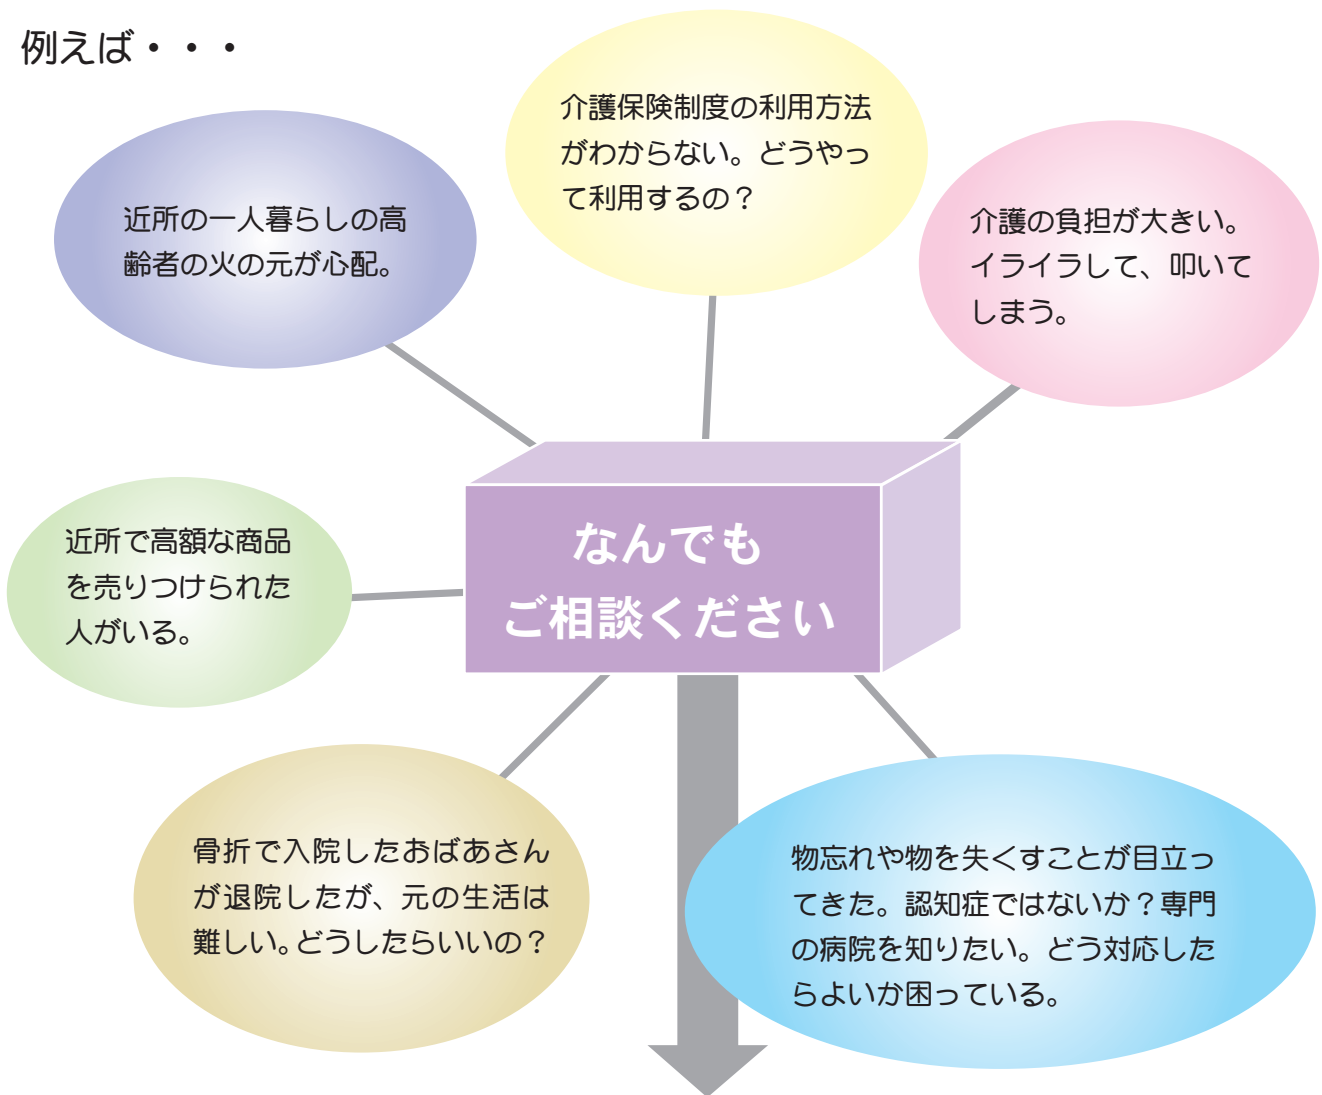 例えば・・・
介護保険制度の利用方法
がわからない。どうやっ
て利用するの？
近所の一人暮らしの高
齢者の火の元が心配。
介護の負担が大きい。
イライラして、叩いて
しまう。
なんでも
ご相談ください
近所で高額な商品
を売りつけられた
人がいる。
骨折で入院したおばあさん
が退院したが、元の生活は
難しい。どうしたらいいの？
物忘れや物を失くすことが目立っ
てきた。認知症ではないか？専門
の病院を知りたい。どう対応した
らよいか困っている。